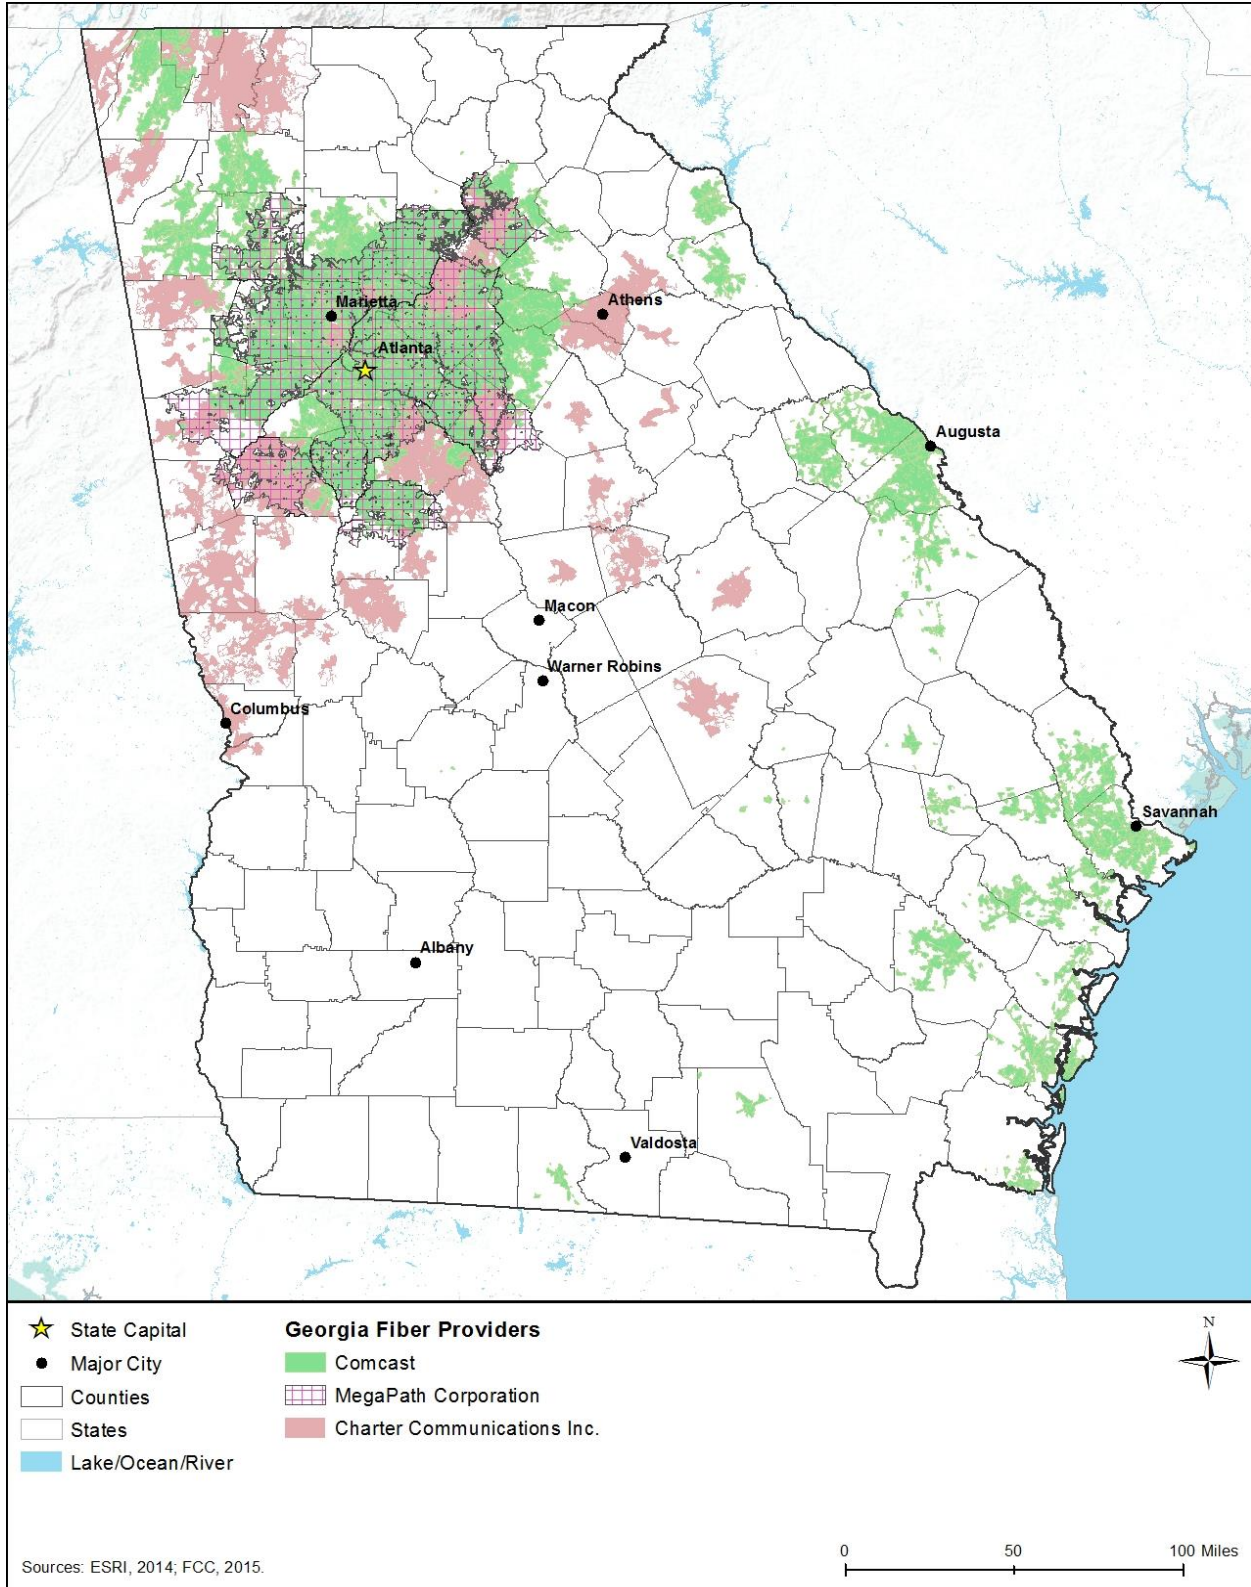 Marietta
Athens
Atlanta
Augusta
Macon
Warner Robins
Columbus
Savannah
Albany
Valdosta
State Capital
Major City
Counties
States
Lake/Ocean/River
Georgia Fiber Providers
Comcast
MegaPath Corporation
Charter Communications Inc.
N
Sources: ESRI, 2014; FCC, 2015.
0 50 100 Miles